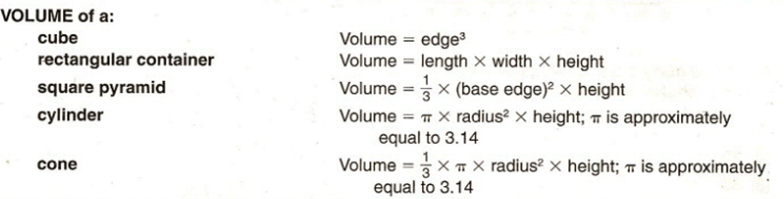 VOLUME of a:
cube Volume = edge³
rectangular container Volume = length × width × height
square pyramid Volume = 1/3 × (base edge)² × height
cylinder Volume = π × radius² × height; π is approximately
equal to 3.14
cone Volume = 1/3 × π × radius² × height; π is approximately
equal to 3.14